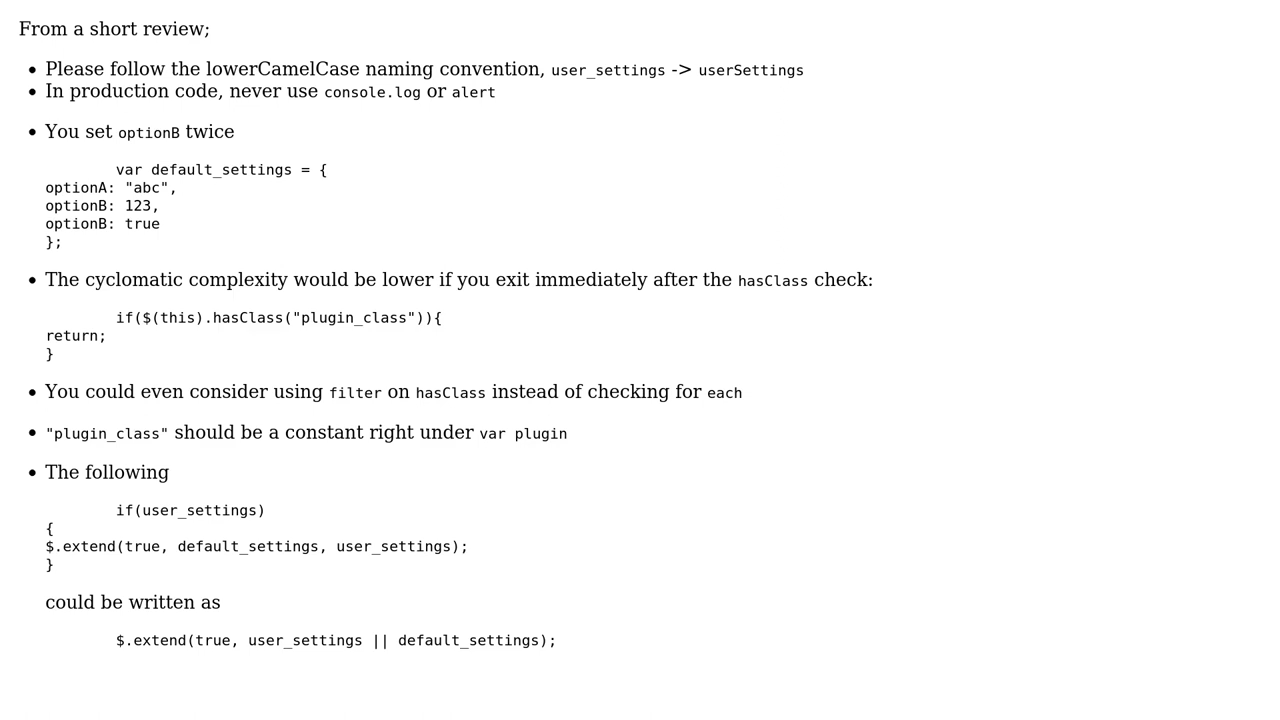 From a short review;
Please follow the lowerCamelCase naming convention, user_settings -> userSettings
In production code, never use console.log or alert
You set optionB twice
var default_settings = {
optionA: "abc",
optionB: 123,
optionB: true
};
The cyclomatic complexity would be lower if you exit immediately after the hasClass check:
if($(this).hasClass("plugin_class")){
return;
}
You could even consider using filter on hasClass instead of checking for each
"plugin_class" should be a constant right under var plugin
The following
if(user_settings)
{
$.extend(true, default_settings, user_settings);
}
could be written as
$.extend(true, user_settings || default_settings);